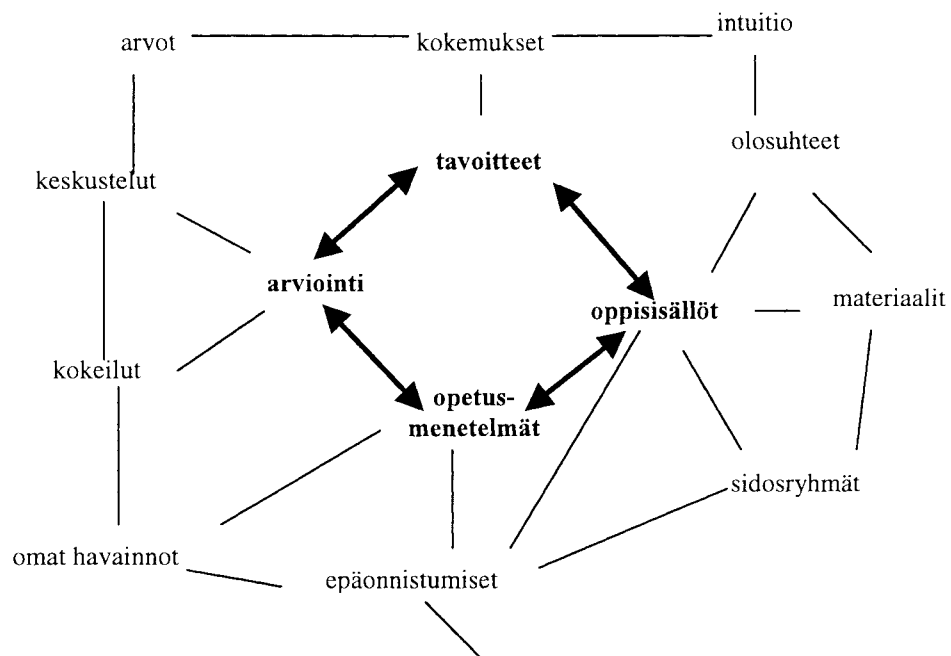 arvot
kokemukset
intuitio
tavoitteet
olosuhteet
keskustelut
arviointi
oppisisällöt
materiaalit
kokeilut
opetus-
menetelmät
sidosryhmät
omat havainnot
epäonnistumiset